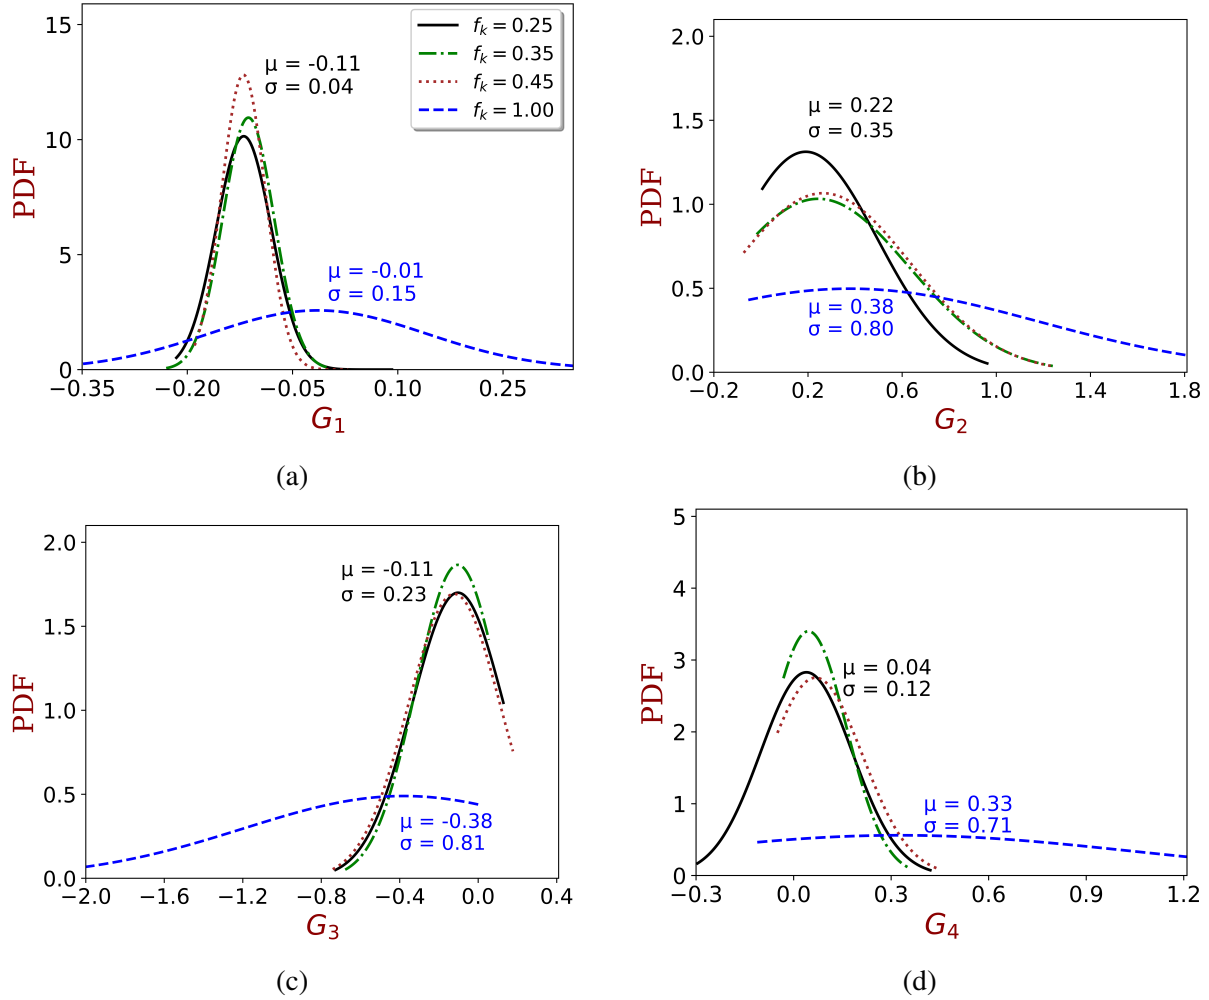 15
10
5
0
PDF
μ = -0.11
σ = 0.04
f_k = 0.25
f_k = 0.35
f_k = 0.45
f_k = 1.00
μ = -0.01
σ = 0.15
−0.35 −0.20 −0.05 0.10 0.25
G_1
(a)
2.0
1.5
1.0
0.5
0.0
PDF
μ = 0.22
σ = 0.35
μ = 0.38
σ = 0.80
−0.2 0.2 0.6 1.0 1.4 1.8
G_2
(b)
2.0
1.5
1.0
0.5
0.0
PDF
μ = -0.11
σ = 0.23
μ = -0.38
σ = 0.81
−2.0 −1.6 −1.2 −0.8 −0.4 0.0 0.4
G_3
(c)
5
4
3
2
1
0
PDF
μ = 0.04
σ = 0.12
μ = 0.33
σ = 0.71
−0.3 0.0 0.3 0.6 0.9 1.2
G_4
(d)